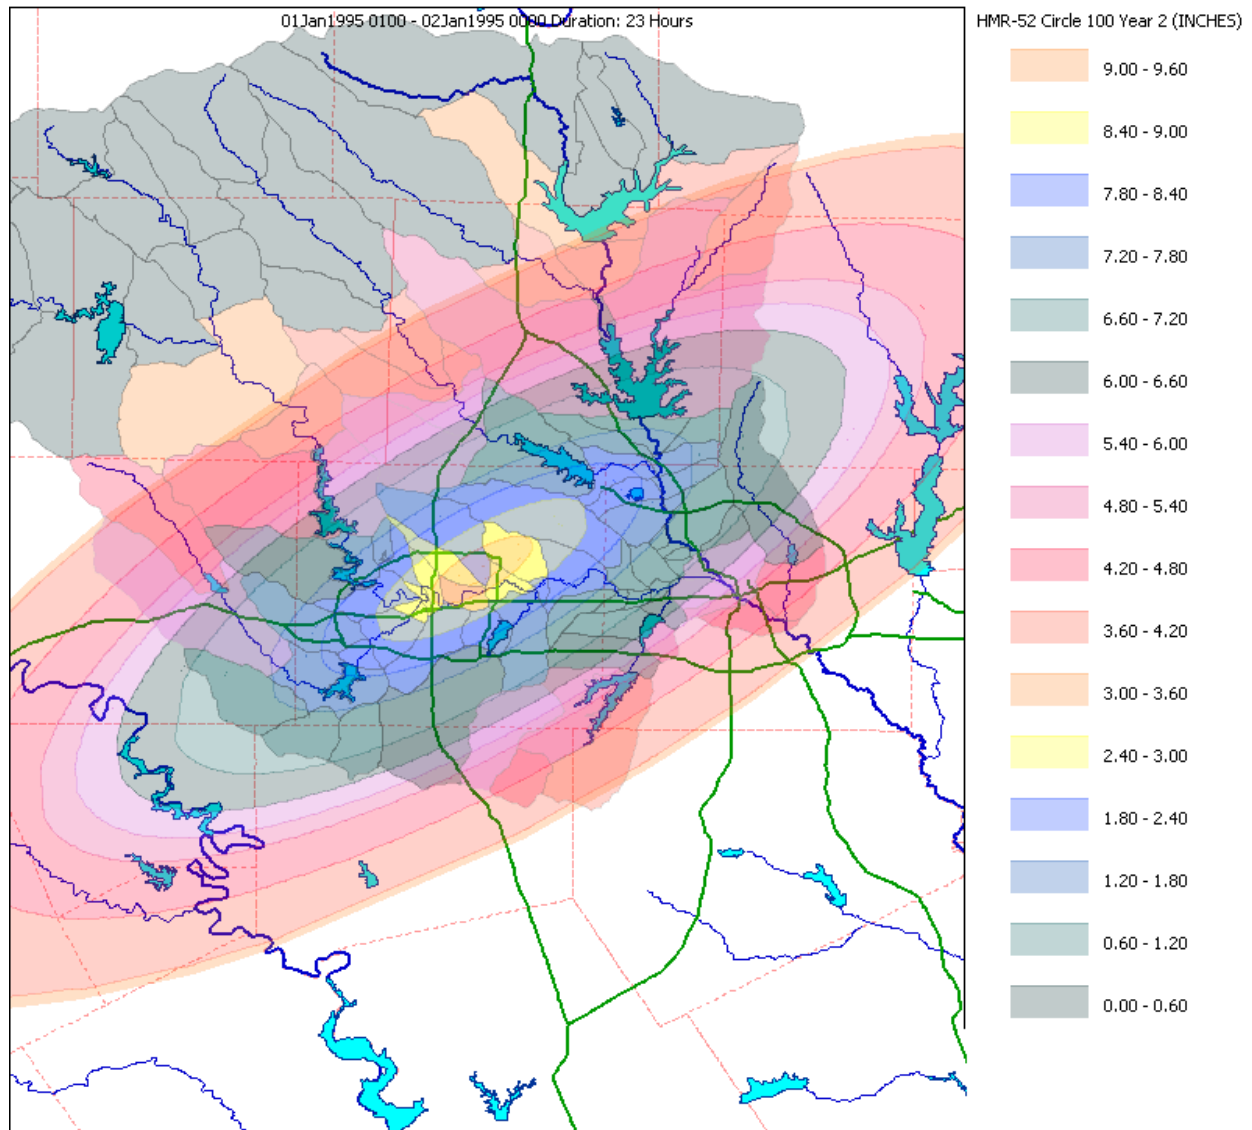 01Jan1995 0100 - 02Jan1995 0000 Duration: 23 Hours
HMR-52 Circle 100 Year 2 (INCHES)
9.00 - 9.60
8.40 - 9.00
7.80 - 8.40
7.20 - 7.80
6.60 - 7.20
6.00 - 6.60
5.40 - 6.00
4.80 - 5.40
4.20 - 4.80
3.60 - 4.20
3.00 - 3.60
2.40 - 3.00
1.80 - 2.40
1.20 - 1.80
0.60 - 1.20
0.00 - 0.60